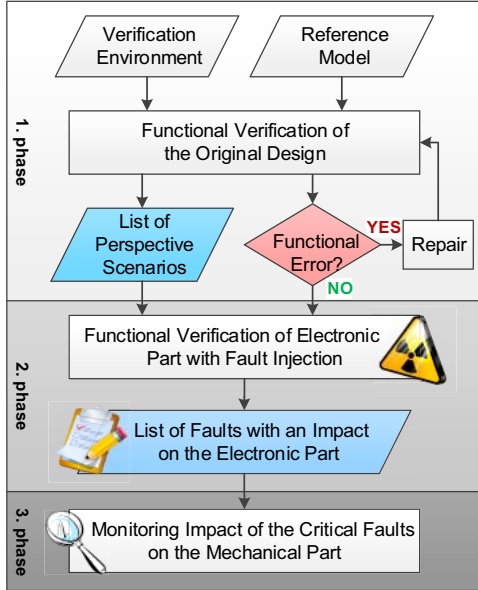 Verification
Environment
Reference
Model
1. phase
Functional Verification of
the Original Design
List of
Perspective
Scenarios
Functional
Error?
YES
Repair
NO
2. phase
Functional Verification of Electronic
Part with Fault Injection
List of Faults with an Impact
on the Electronic Part
3. phase
Monitoring Impact of the Critical Faults
on the Mechanical Part